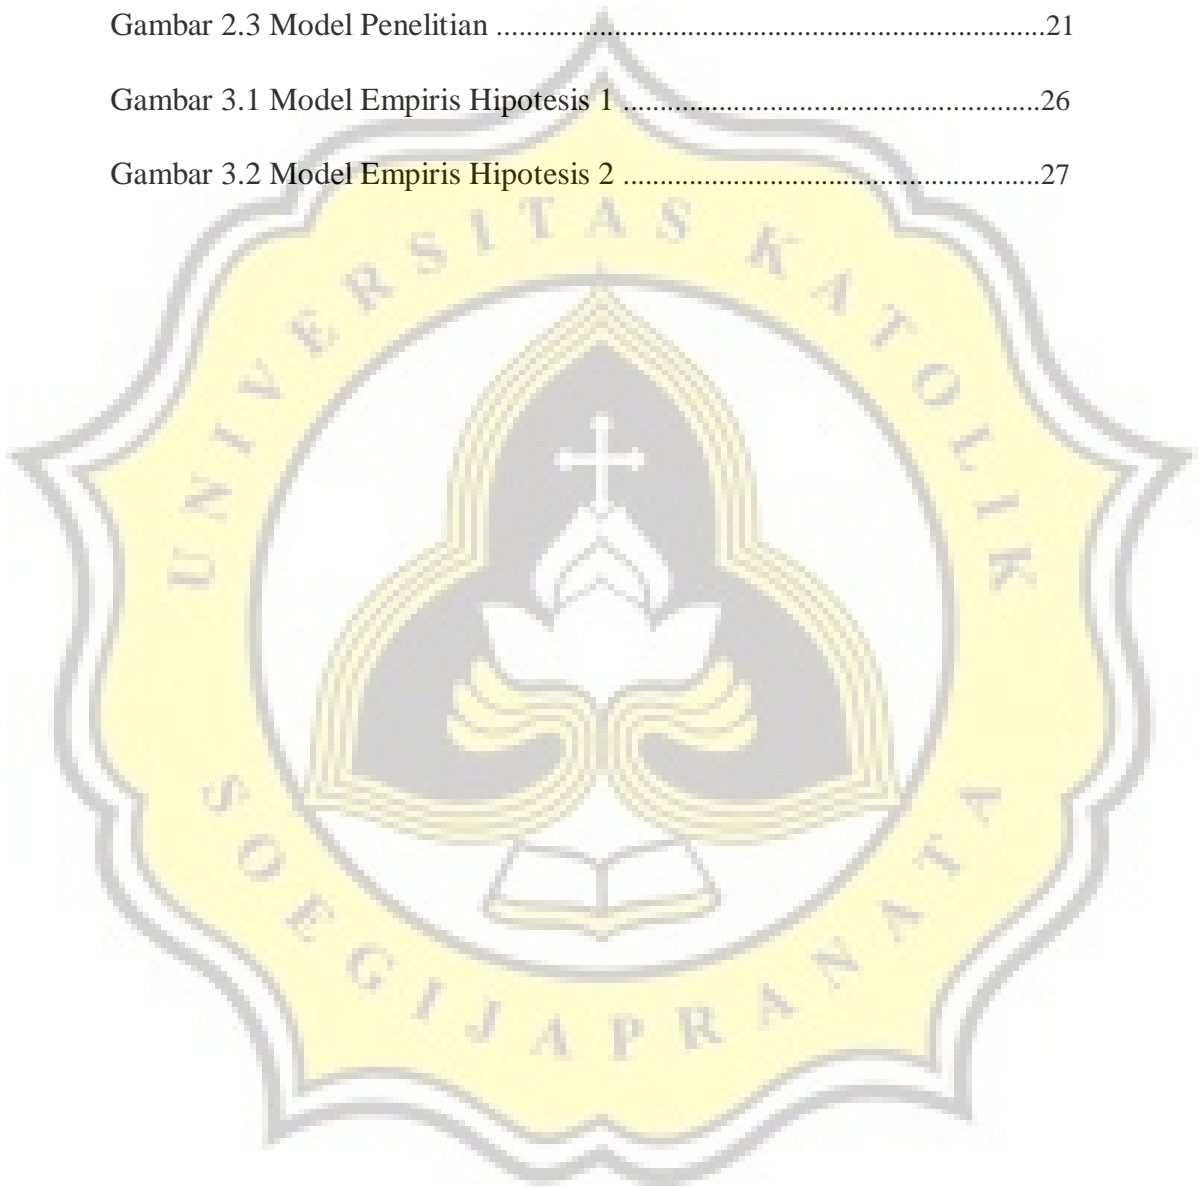 Gambar 2.3 Model Penelitian ........................................................................21
Gambar 3.1 Model Empiris Hipotesis 1 ......................................................26
Gambar 3.2 Model Empiris Hipotesis 2 ......................................................27
UNIVERSITAS KATOLIK
SOEGIJAPRANATA